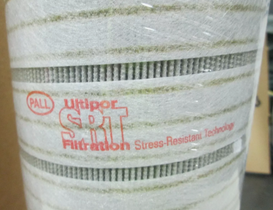 PALL
Ultipor
SRT
Filtration Stress-Resistant Technology